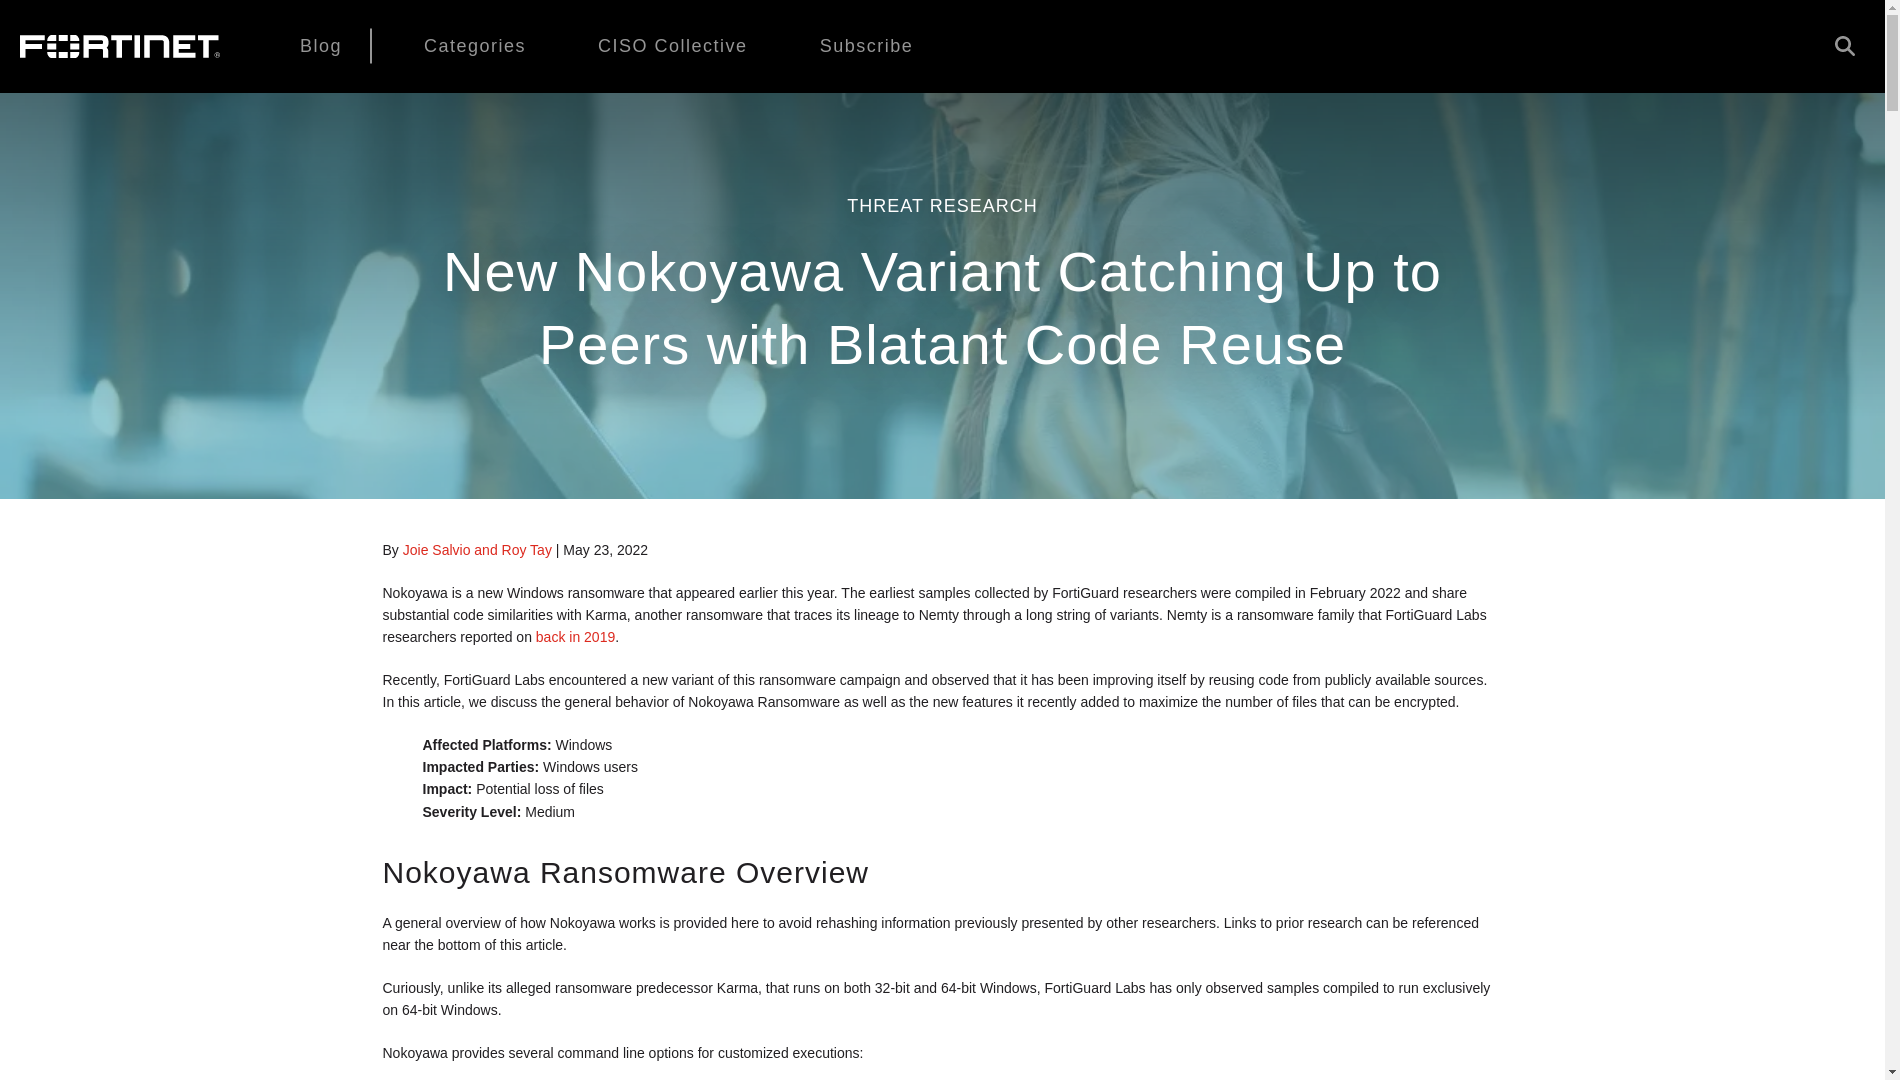 FORTINET®
Blog
Categories
CISO Collective
Subscribe
THREAT RESEARCH
New Nokoyawa Variant Catching Up to
Peers with Blatant Code Reuse
By Joie Salvio and Roy Tay | May 23, 2022
Nokoyawa is a new Windows ransomware that appeared earlier this year. The earliest samples collected by FortiGuard researchers were compiled in February 2022 and share
substantial code similarities with Karma, another ransomware that traces its lineage to Nemty through a long string of variants. Nemty is a ransomware family that FortiGuard Labs
researchers reported on back in 2019.
Recently, FortiGuard Labs encountered a new variant of this ransomware campaign and observed that it has been improving itself by reusing code from publicly available sources.
In this article, we discuss the general behavior of Nokoyawa Ransomware as well as the new features it recently added to maximize the number of files that can be encrypted.
Affected Platforms: Windows
Impacted Parties: Windows users
Impact: Potential loss of files
Severity Level: Medium
Nokoyawa Ransomware Overview
A general overview of how Nokoyawa works is provided here to avoid rehashing information previously presented by other researchers. Links to prior research can be referenced
near the bottom of this article.
Curiously, unlike its alleged ransomware predecessor Karma, that runs on both 32-bit and 64-bit Windows, FortiGuard Labs has only observed samples compiled to run exclusively
on 64-bit Windows.
Nokoyawa provides several command line options for customized executions: